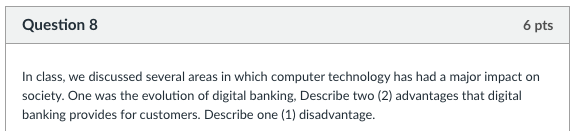 Question 8
6 pts
In class, we discussed several areas in which computer technology has had a major impact on
society. One was the evolution of digital banking, Describe two (2) advantages that digital
banking provides for customers. Describe one (1) disadvantage.